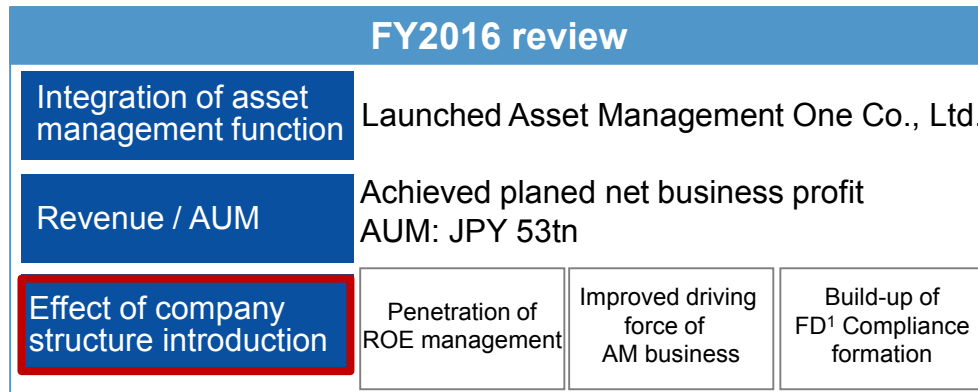 FY2016 review
Integration of asset
management function
Launched Asset Management One Co., Ltd.
Revenue / AUM
Achieved planed net business profit
AUM: JPY 53tn
Effect of company
structure introduction
Penetration of
ROE management
Improved driving
force of
AM business
Build-up of
FD¹ Compliance
formation